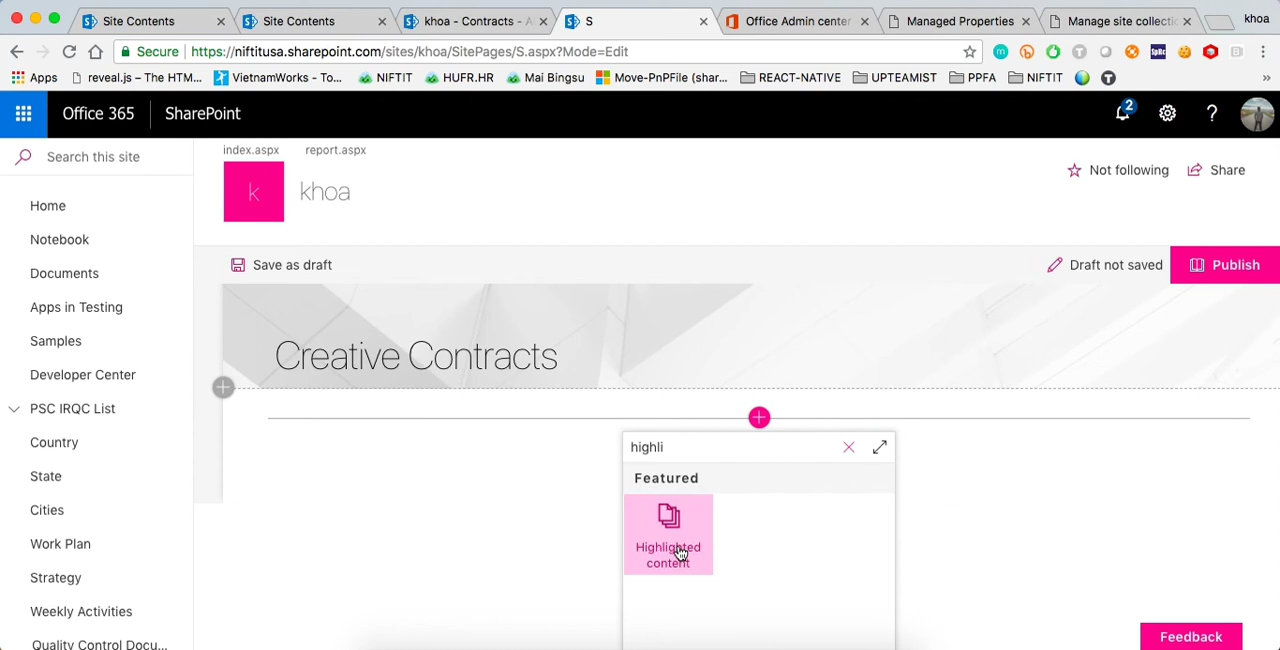 Site Contents
Site Contents
khoa - Contracts - A
S
Office Admin center
Managed Properties
Manage site collecti
khoa
Secure
https://niftitusa.sharepoint.com/sites/khoa/SitePages/S.aspx?Mode=Edit
Apps
reveal.js – The HTM...
VietnamWorks - To...
NIFTIT
HUFR.HR
Mai Bingsu
Move-PnPFile (shar...
REACT-NATIVE
UPTEAMIST
PPFA
NIFTIT
T
»
Office 365
SharePoint
2
?
Search this site
index.aspx
report.aspx
k
khoa
Not following
Share
Home
Notebook
Documents
Apps in Testing
Samples
Developer Center
PSC IRQC List
Country
State
Cities
Work Plan
Strategy
Weekly Activities
Quality Control Docu...
Save as draft
Draft not saved
Publish
Creative Contracts
highli
Featured
Highlighted
content
Feedback